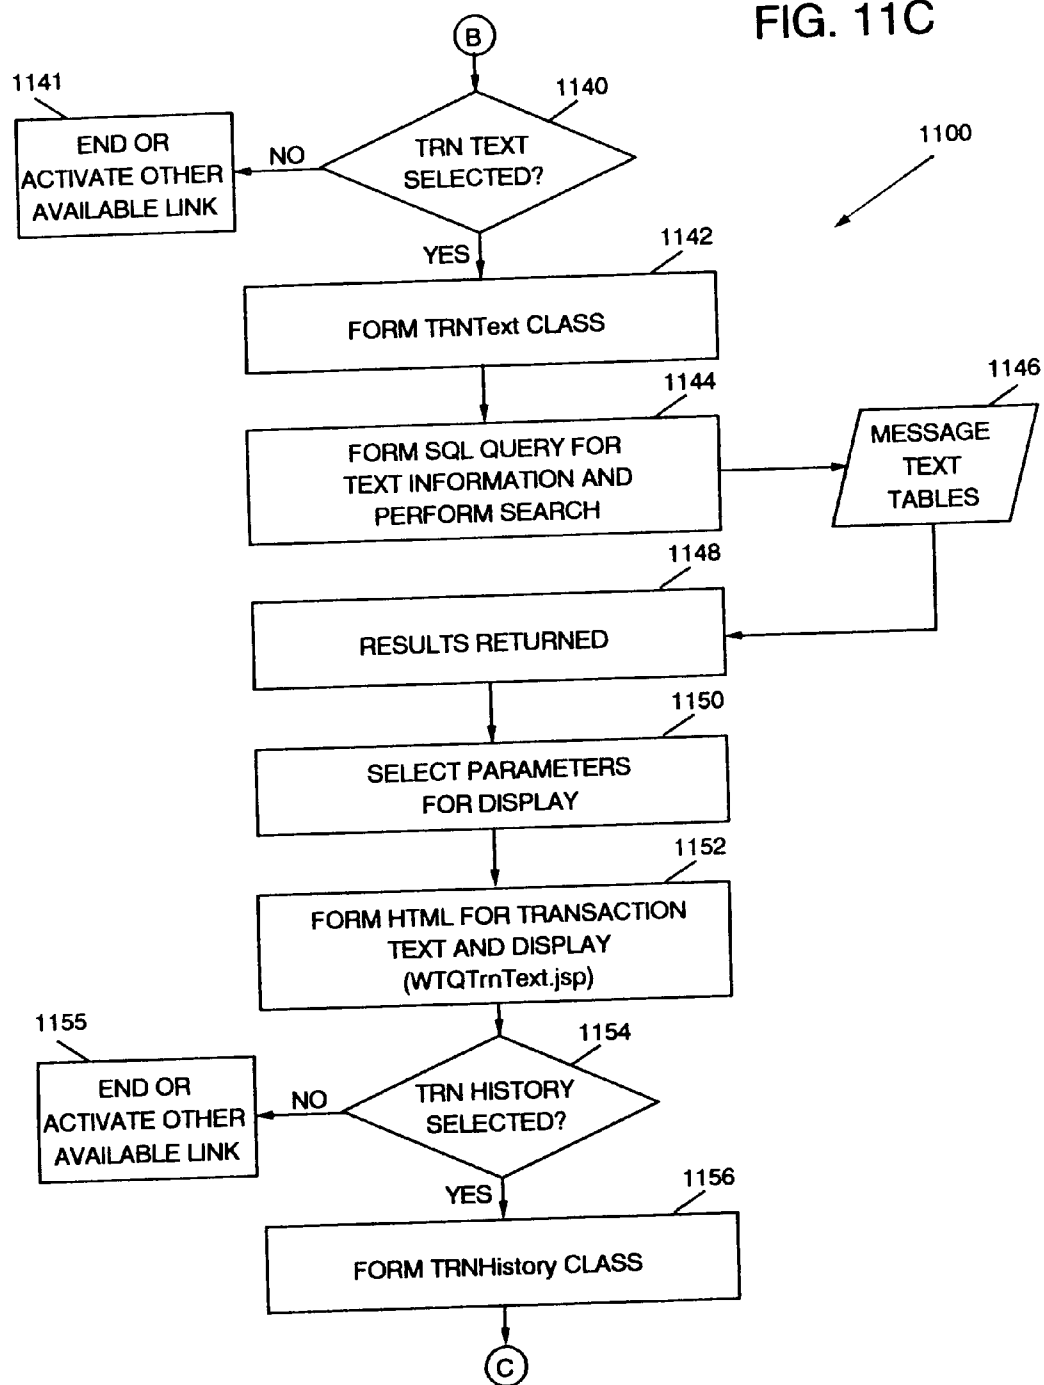 FIG. 11C
B
1141
1140
END OR
ACTIVATE OTHER
AVAILABLE LINK
NO
TRN TEXT
SELECTED?
1100
YES
1142
FORM TRNText CLASS
1144
FORM SQL QUERY FOR
TEXT INFORMATION AND
PERFORM SEARCH
1146
MESSAGE
TEXT
TABLES
1148
RESULTS RETURNED
1150
SELECT PARAMETERS
FOR DISPLAY
1152
FORM HTML FOR TRANSACTION
TEXT AND DISPLAY
(WTQTrnText.jsp)
1155
1154
END OR
ACTIVATE OTHER
AVAILABLE LINK
NO
TRN HISTORY
SELECTED?
YES
1156
FORM TRNHistory CLASS
C